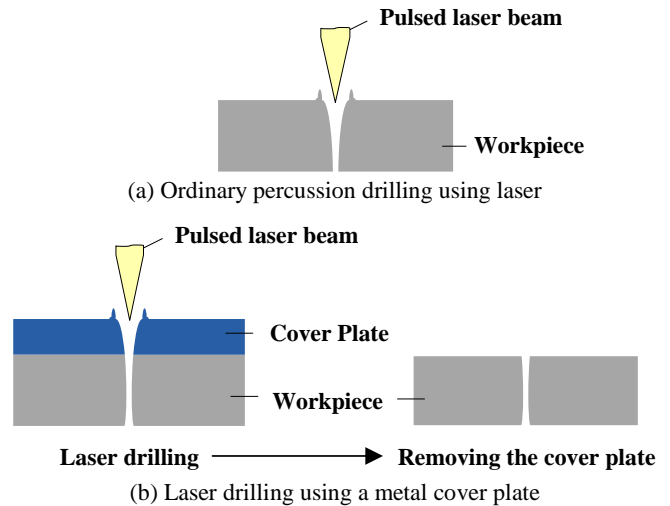 Pulsed laser beam
Workpiece
(a) Ordinary percussion drilling using laser
Pulsed laser beam
Cover Plate
Workpiece
Laser drilling Removing the cover plate
(b) Laser drilling using a metal cover plate